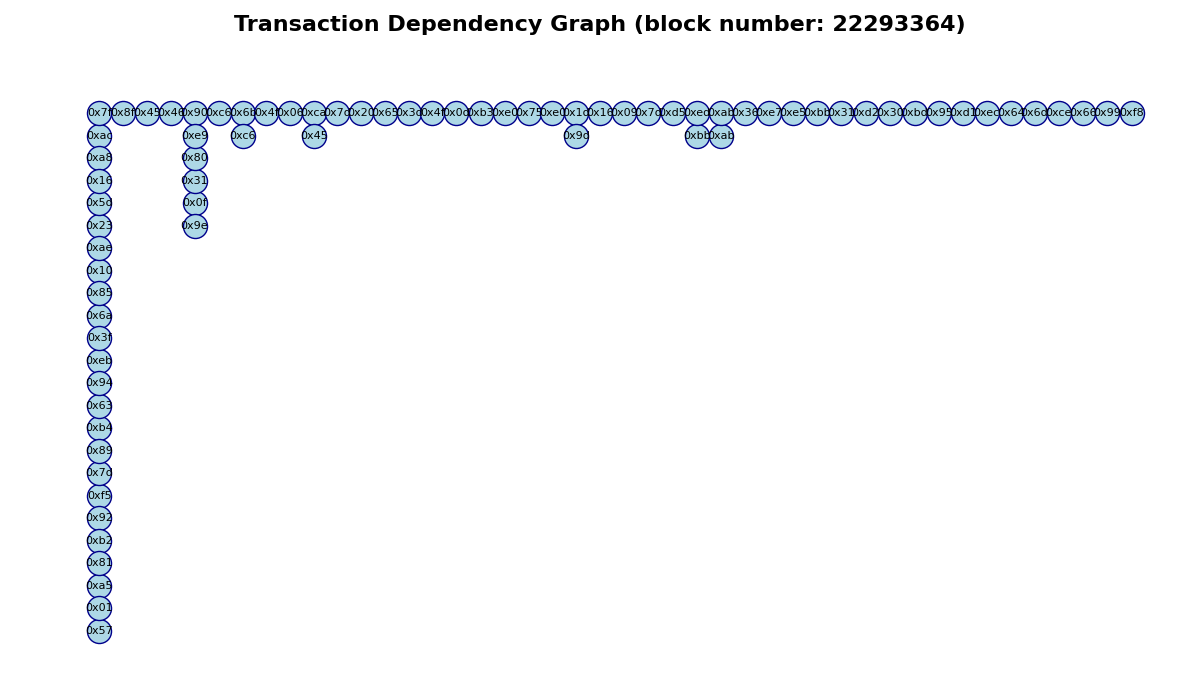 Transaction Dependency Graph (block number: 22293364)
0x7f 0x8f 0x45 0x46 0x90 0xc6 0x6b 0x4f 0x06 0xca 0x7c 0x20 0x65 0x3d 0x4f 0x0d 0xb3 0xe0 0x75 0xe0 0x1c 0x16 0x09 0x7d 0xd5 0xec 0xab 0x36 0xe7 0xe5 0xbb 0x31 0xd2 0x30 0xbd 0x95 0xd1 0xec 0x64 0x6d 0xce 0x66 0x99 0xf8
0xac 0xe9 0xc6 0x45 0x9d 0xbb 0xab
0xa8 0x80
0x16 0x31
0x5d 0x0f
0x23 0x9e
0xae
0x10
0x85
0x6a
0x3f
0xeb
0x94
0x63
0xb4
0x89
0x7d
0xf5
0x92
0xb2
0x81
0xa5
0x01
0x57